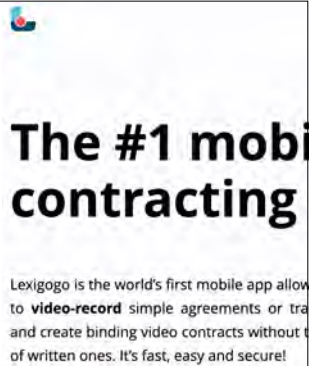 The #1 mobi
contracting
Lexigogo is the world's first mobile app allow
to video-record simple agreements or tra
and create binding video contracts without t
of written ones. It's fast, easy and secure!